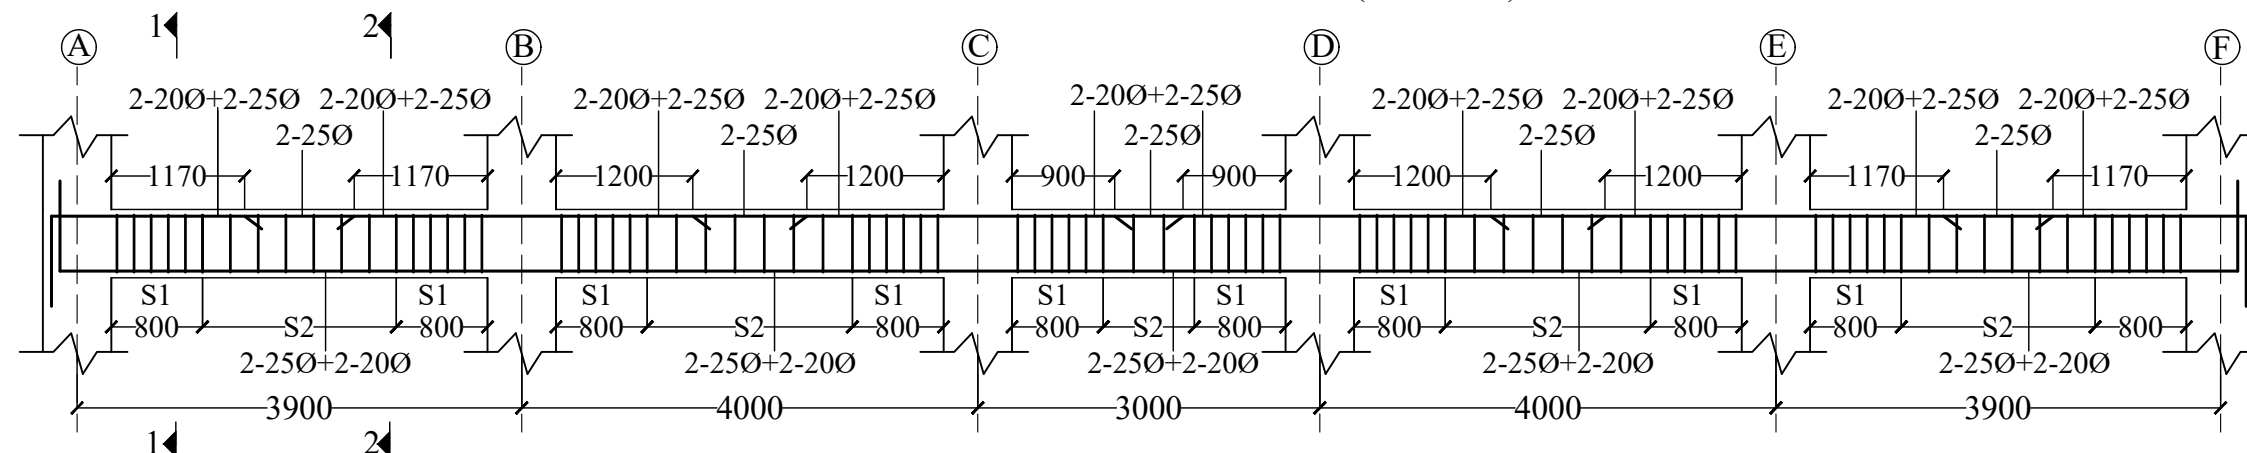 1 2
A B C D E F
2-20Ø+2-25Ø 2-20Ø+2-25Ø 2-20Ø+2-25Ø 2-20Ø+2-25Ø 2-20Ø+2-25Ø 2-20Ø+2-25Ø 2-20Ø+2-25Ø 2-20Ø+2-25Ø 2-20Ø+2-25Ø
2-25Ø 2-25Ø 2-25Ø 2-25Ø 2-25Ø
1170 1170 1200 1200 900 900 1200 1200 1170 1170
S1 S1 S1 S1 S1 S1 S1 S1 S1
800 S2 800 800 S2 800 800 S2 800 800 S2 800 800 S2 800
2-25Ø+2-20Ø 2-25Ø+2-20Ø 2-25Ø+2-20Ø 2-25Ø+2-20Ø 2-25Ø+2-20Ø
3900 4000 3000 4000 3900
1 2